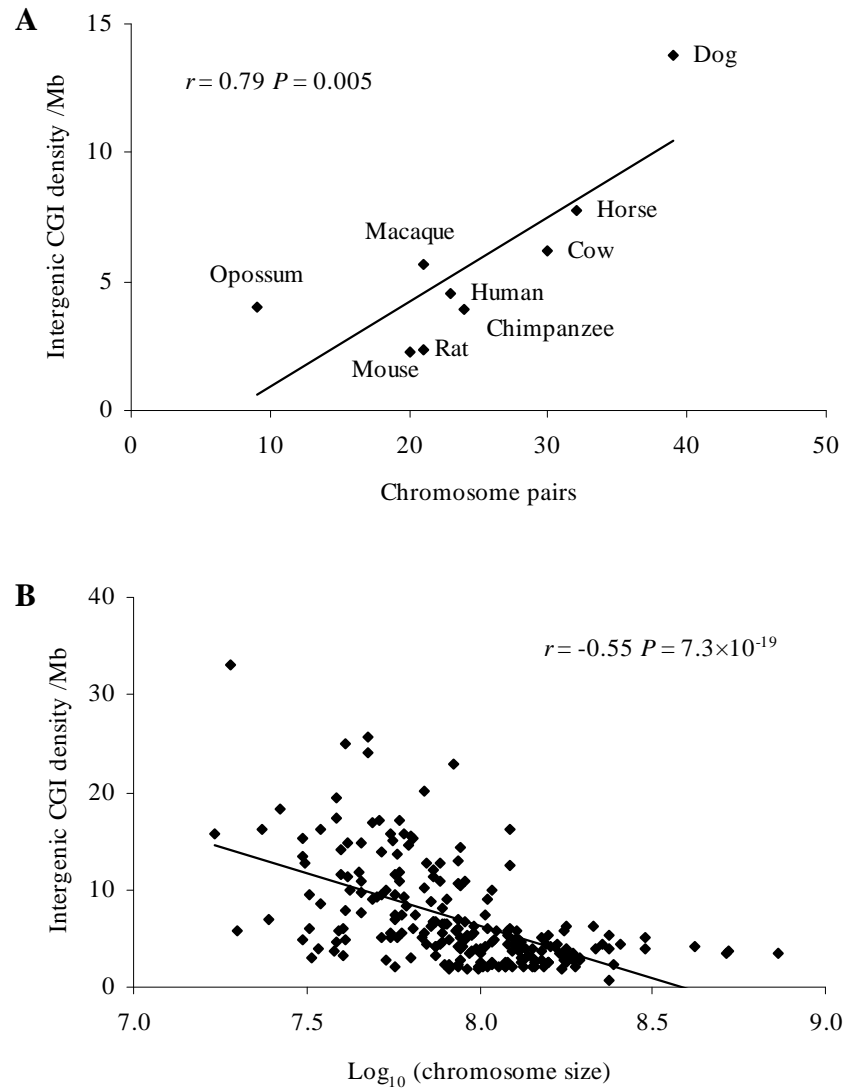 A
15
10
5
0
Intergenic CGI density /Mb
r = 0.79 P = 0.005
Dog
Horse
Macaque
Cow
Opossum
Human
Chimpanzee
Rat
Mouse
0 10 20 30 40 50
Chromosome pairs
B
40
30
20
10
0
Intergenic CGI density /Mb
r = -0.55 P = 7.3×10⁻¹⁹
7.0 7.5 8.0 8.5 9.0
Log₁₀ (chromosome size)